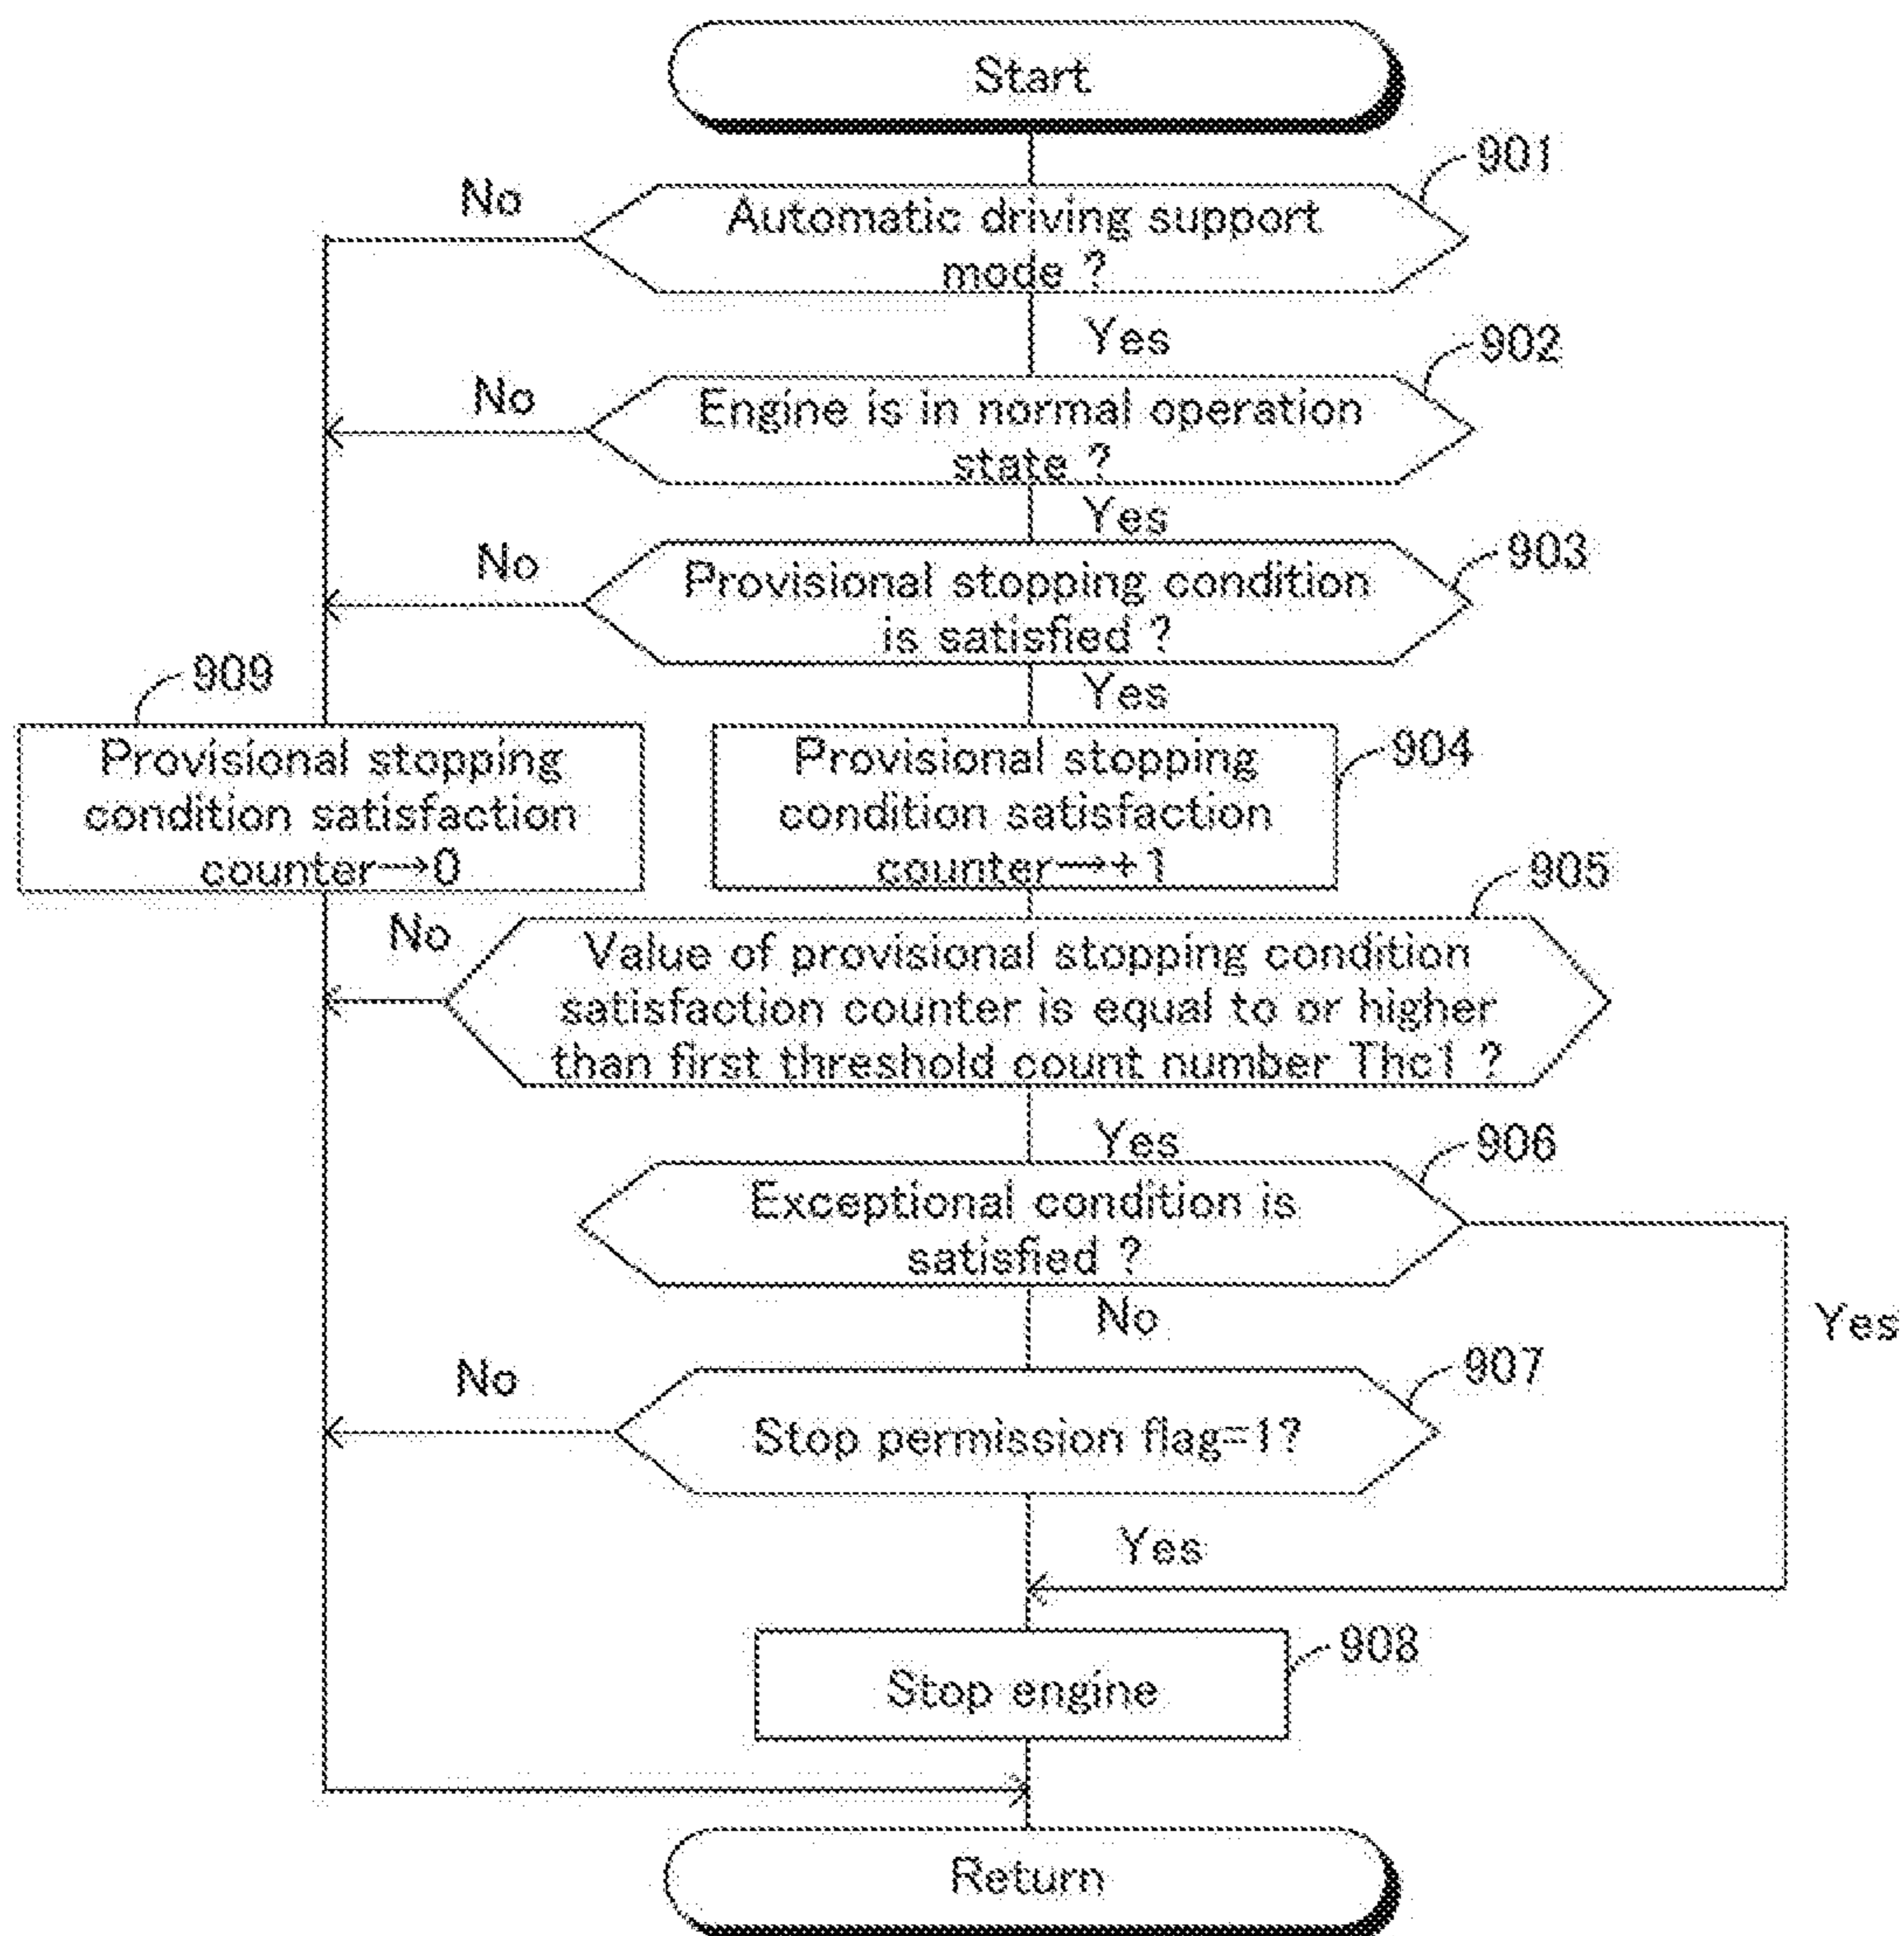 Start
901
No
Automatic driving support
mode ?
Yes
902
No
Engine is in normal operation
state ?
Yes
903
No
Provisional stopping condition
is satisfied ?
Yes
909
Provisional stopping
condition satisfaction
counter→0
904
Provisional stopping
condition satisfaction
counter→+1
905
No
Value of provisional stopping condition
satisfaction counter is equal to or higher
than first threshold count number Thc1 ?
Yes
906
Exceptional condition is
satisfied ?
No
Yes
907
No
Stop permission flag=1?
Yes
908
Stop engine
Return